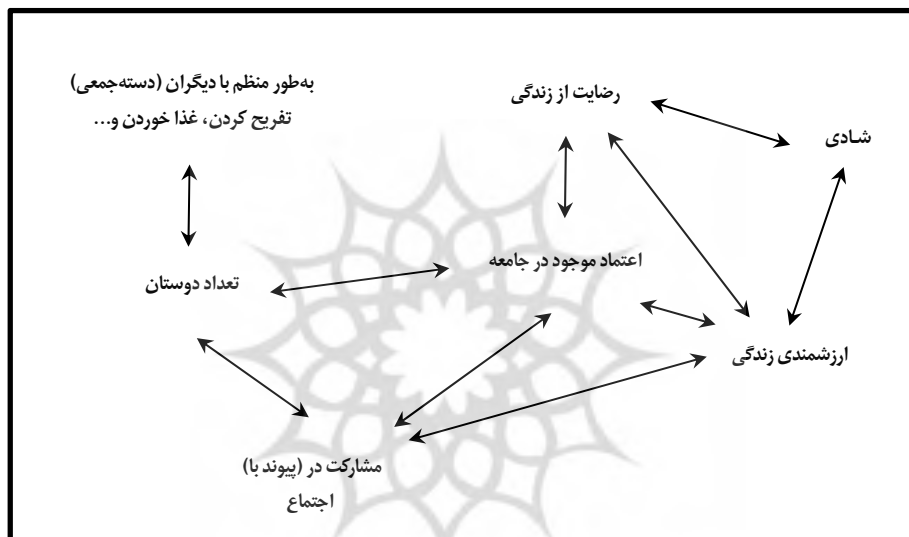 به‌طور منظم با دیگران (دسته‌جمعی)
تفریح کردن، غذا خوردن و...
رضایت از زندگی
شادی
اعتماد موجود در جامعه
تعداد دوستان
ارزشمندی زندگی
مشارکت در (پیوند با)
اجتماع